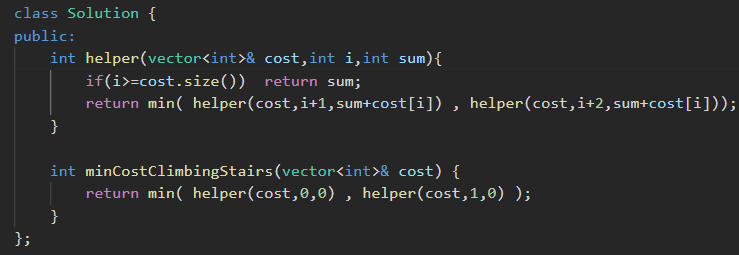 class Solution {
public:
    int helper(vector<int>& cost,int i,int sum){
        if(i>=cost.size())  return sum;
        return min( helper(cost,i+1,sum+cost[i]) , helper(cost,i+2,sum+cost[i]));
    }
    int minCostClimbingStairs(vector<int>& cost) {
        return min( helper(cost,0,0) , helper(cost,1,0) );
    }
};